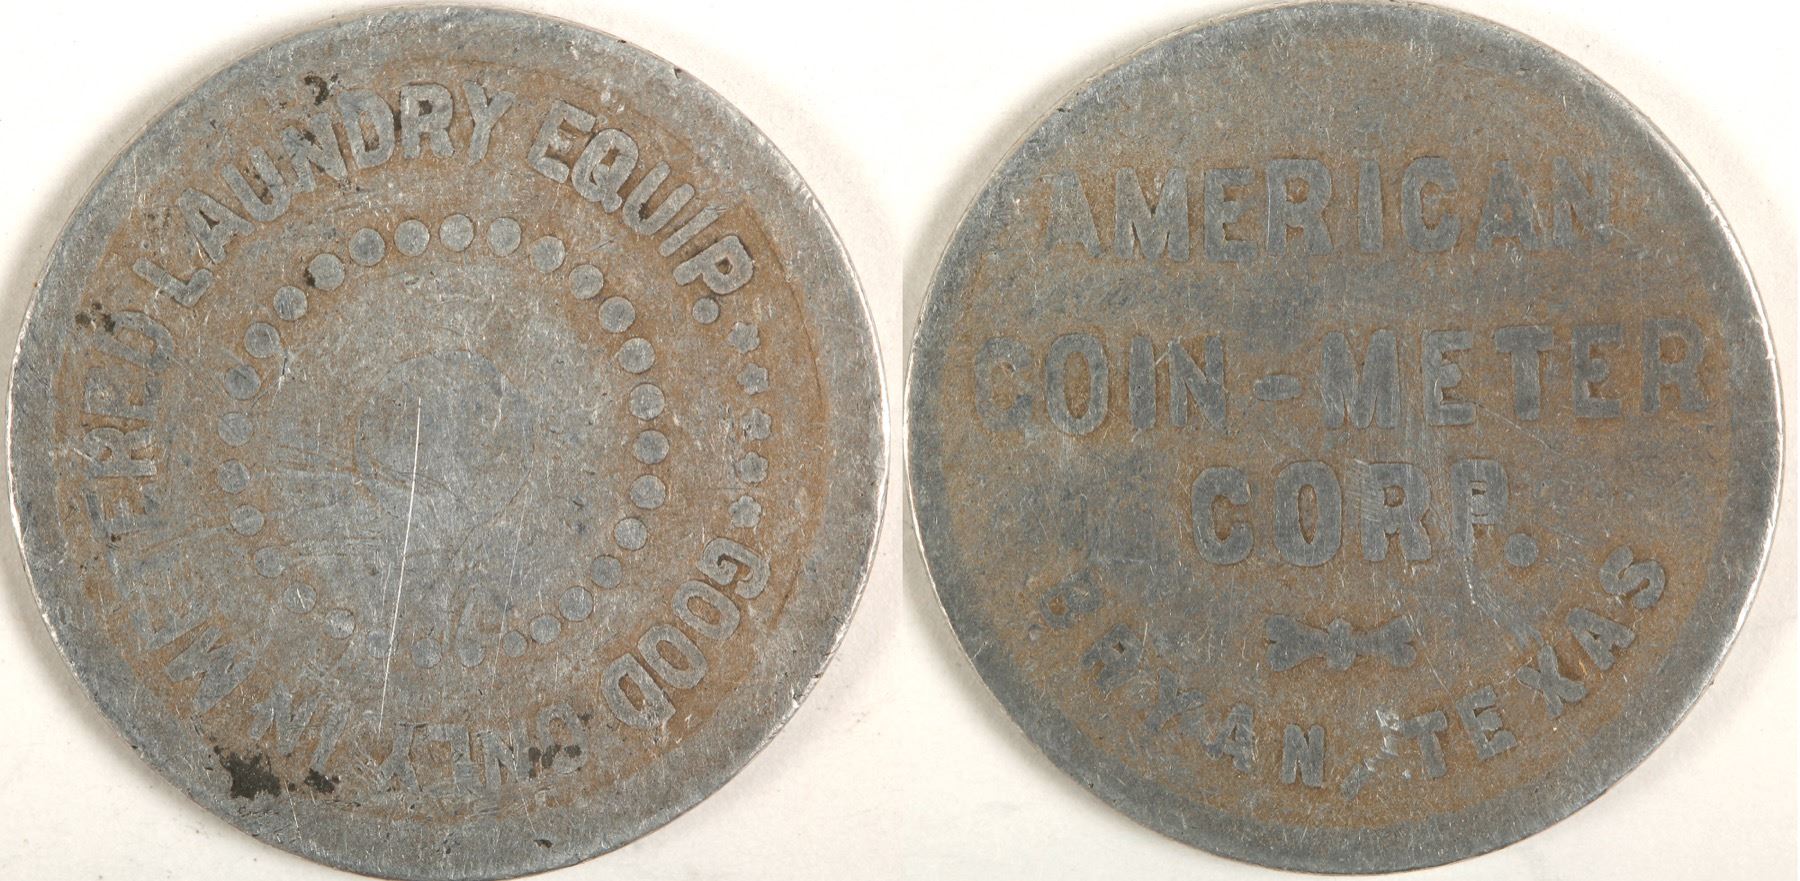 GOOD ONLY IN METERED LAUNDRY EQUIP.
AMERICAN
COIN-METER
CORP.
BRYAN, TEXAS